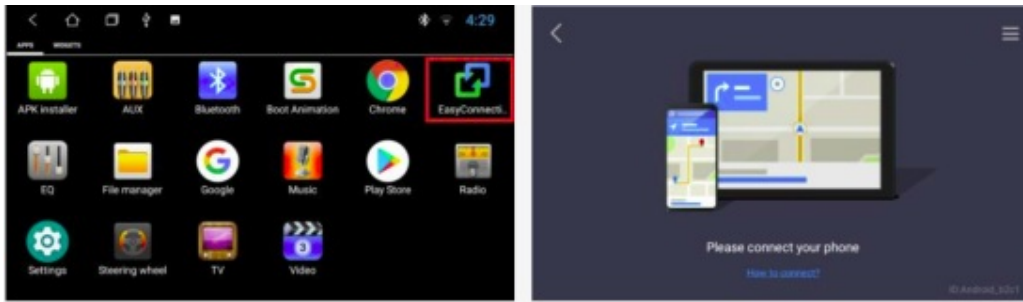 4:29
APPS WIDGETS
APK installer AUX Bluetooth Boot Animation Chrome EasyConnecti..
EQ File manager Google Music Play Store Radio
3
Settings Steering wheel TV Video
Please connect your phone
How to connect?